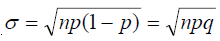 σ = √np(1 − p) = √npq